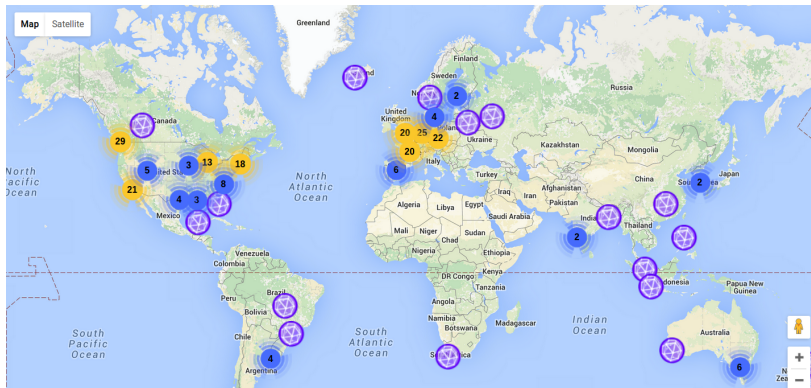 Map Satellite
Greenland
Finland
Sweden
Russia
Canada
United
Kingdom
Ukraine
Kazakhstan
Mongolia
Italy
Turkey
North
Pacific
Ocean
North
Atlantic
Ocean
Mexico
Afghanistan
Iraq
Iran
Pakistan
China
Japan
Algeria
Libya
Egypt
Saudi Arabia
India
Thailand
Mali
Niger
Chad
Sudan
Nigeria
Ethiopia
Venezuela
Colombia
DR Congo
Kenya
Tanzania
Papua New
Guinea
Peru
Brazil
Bolivia
Angola
Namibia
Botswana
Madagascar
Chile
Argentina
South
Pacific
Ocean
South
Atlantic
Ocean
Indian
Ocean
Australia
29
5
3
13
18
21
4
3
8
2
4
20
25
22
20
6
2
2
4
6
+
−